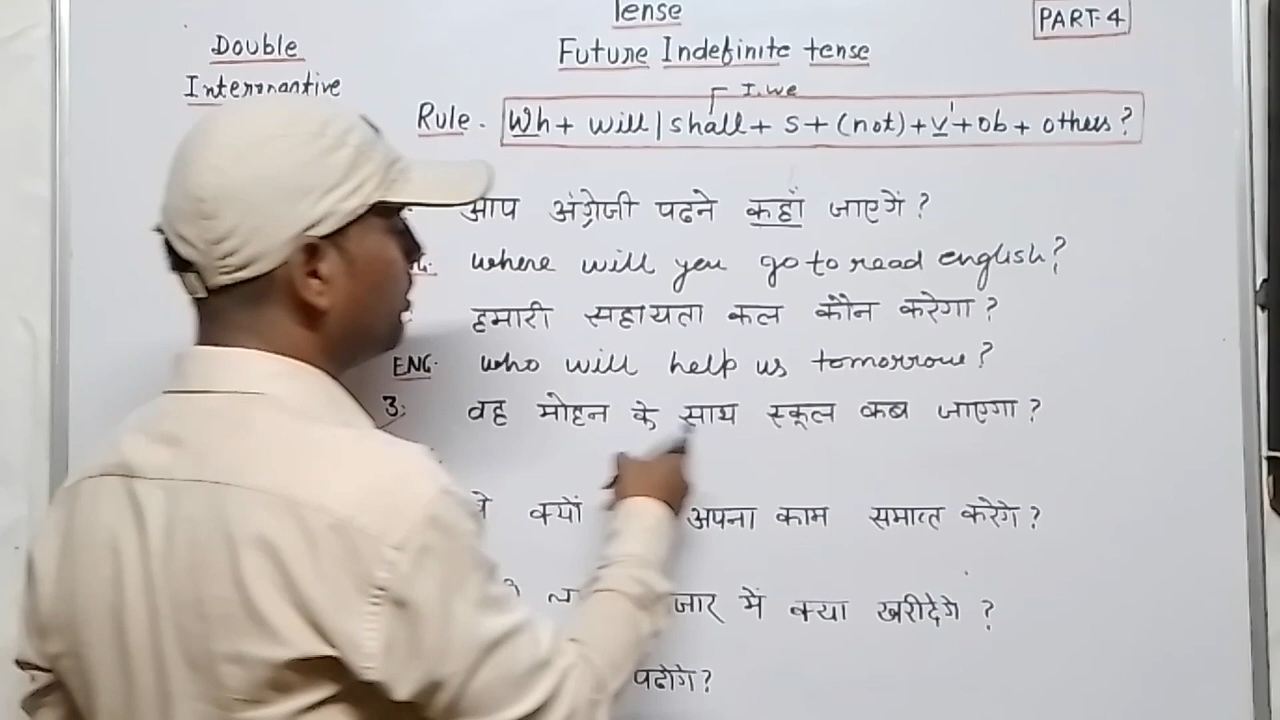 Tense
PART-4
Double
Interronantive
Future Indefinite tense
I, we
Rule. Wh + will / shall + s + (not) + v' + ob + others ?
आप अंग्रेजी पढने कहाँ जाएगें ?
where will you go to read english?
हमारी सहायता कल कौन करेगा ?
ENG. who will help us tomorrow?
3. वह मोहन के साथ स्कूल कब जाएगा ?
क्यों अपना काम समाप्त करेगे ?
में क्या खरीदेगे ?
पढोगे?